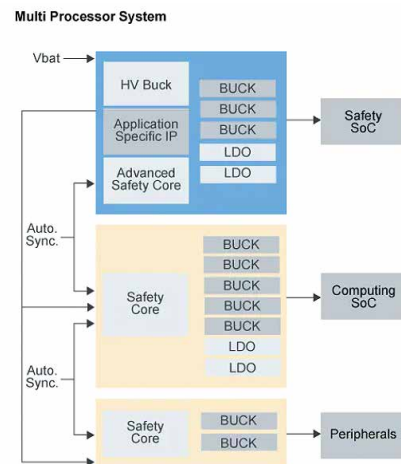 Multi Processor System
Vbat
HV Buck
Application
Specific IP
Advanced
Safety Core
BUCK
BUCK
BUCK
LDO
LDO
Safety
SoC
Auto.
Sync.
Safety
Core
BUCK
BUCK
BUCK
BUCK
BUCK
LDO
LDO
Computing
SoC
Auto.
Sync.
Safety
Core
BUCK
BUCK
Peripherals